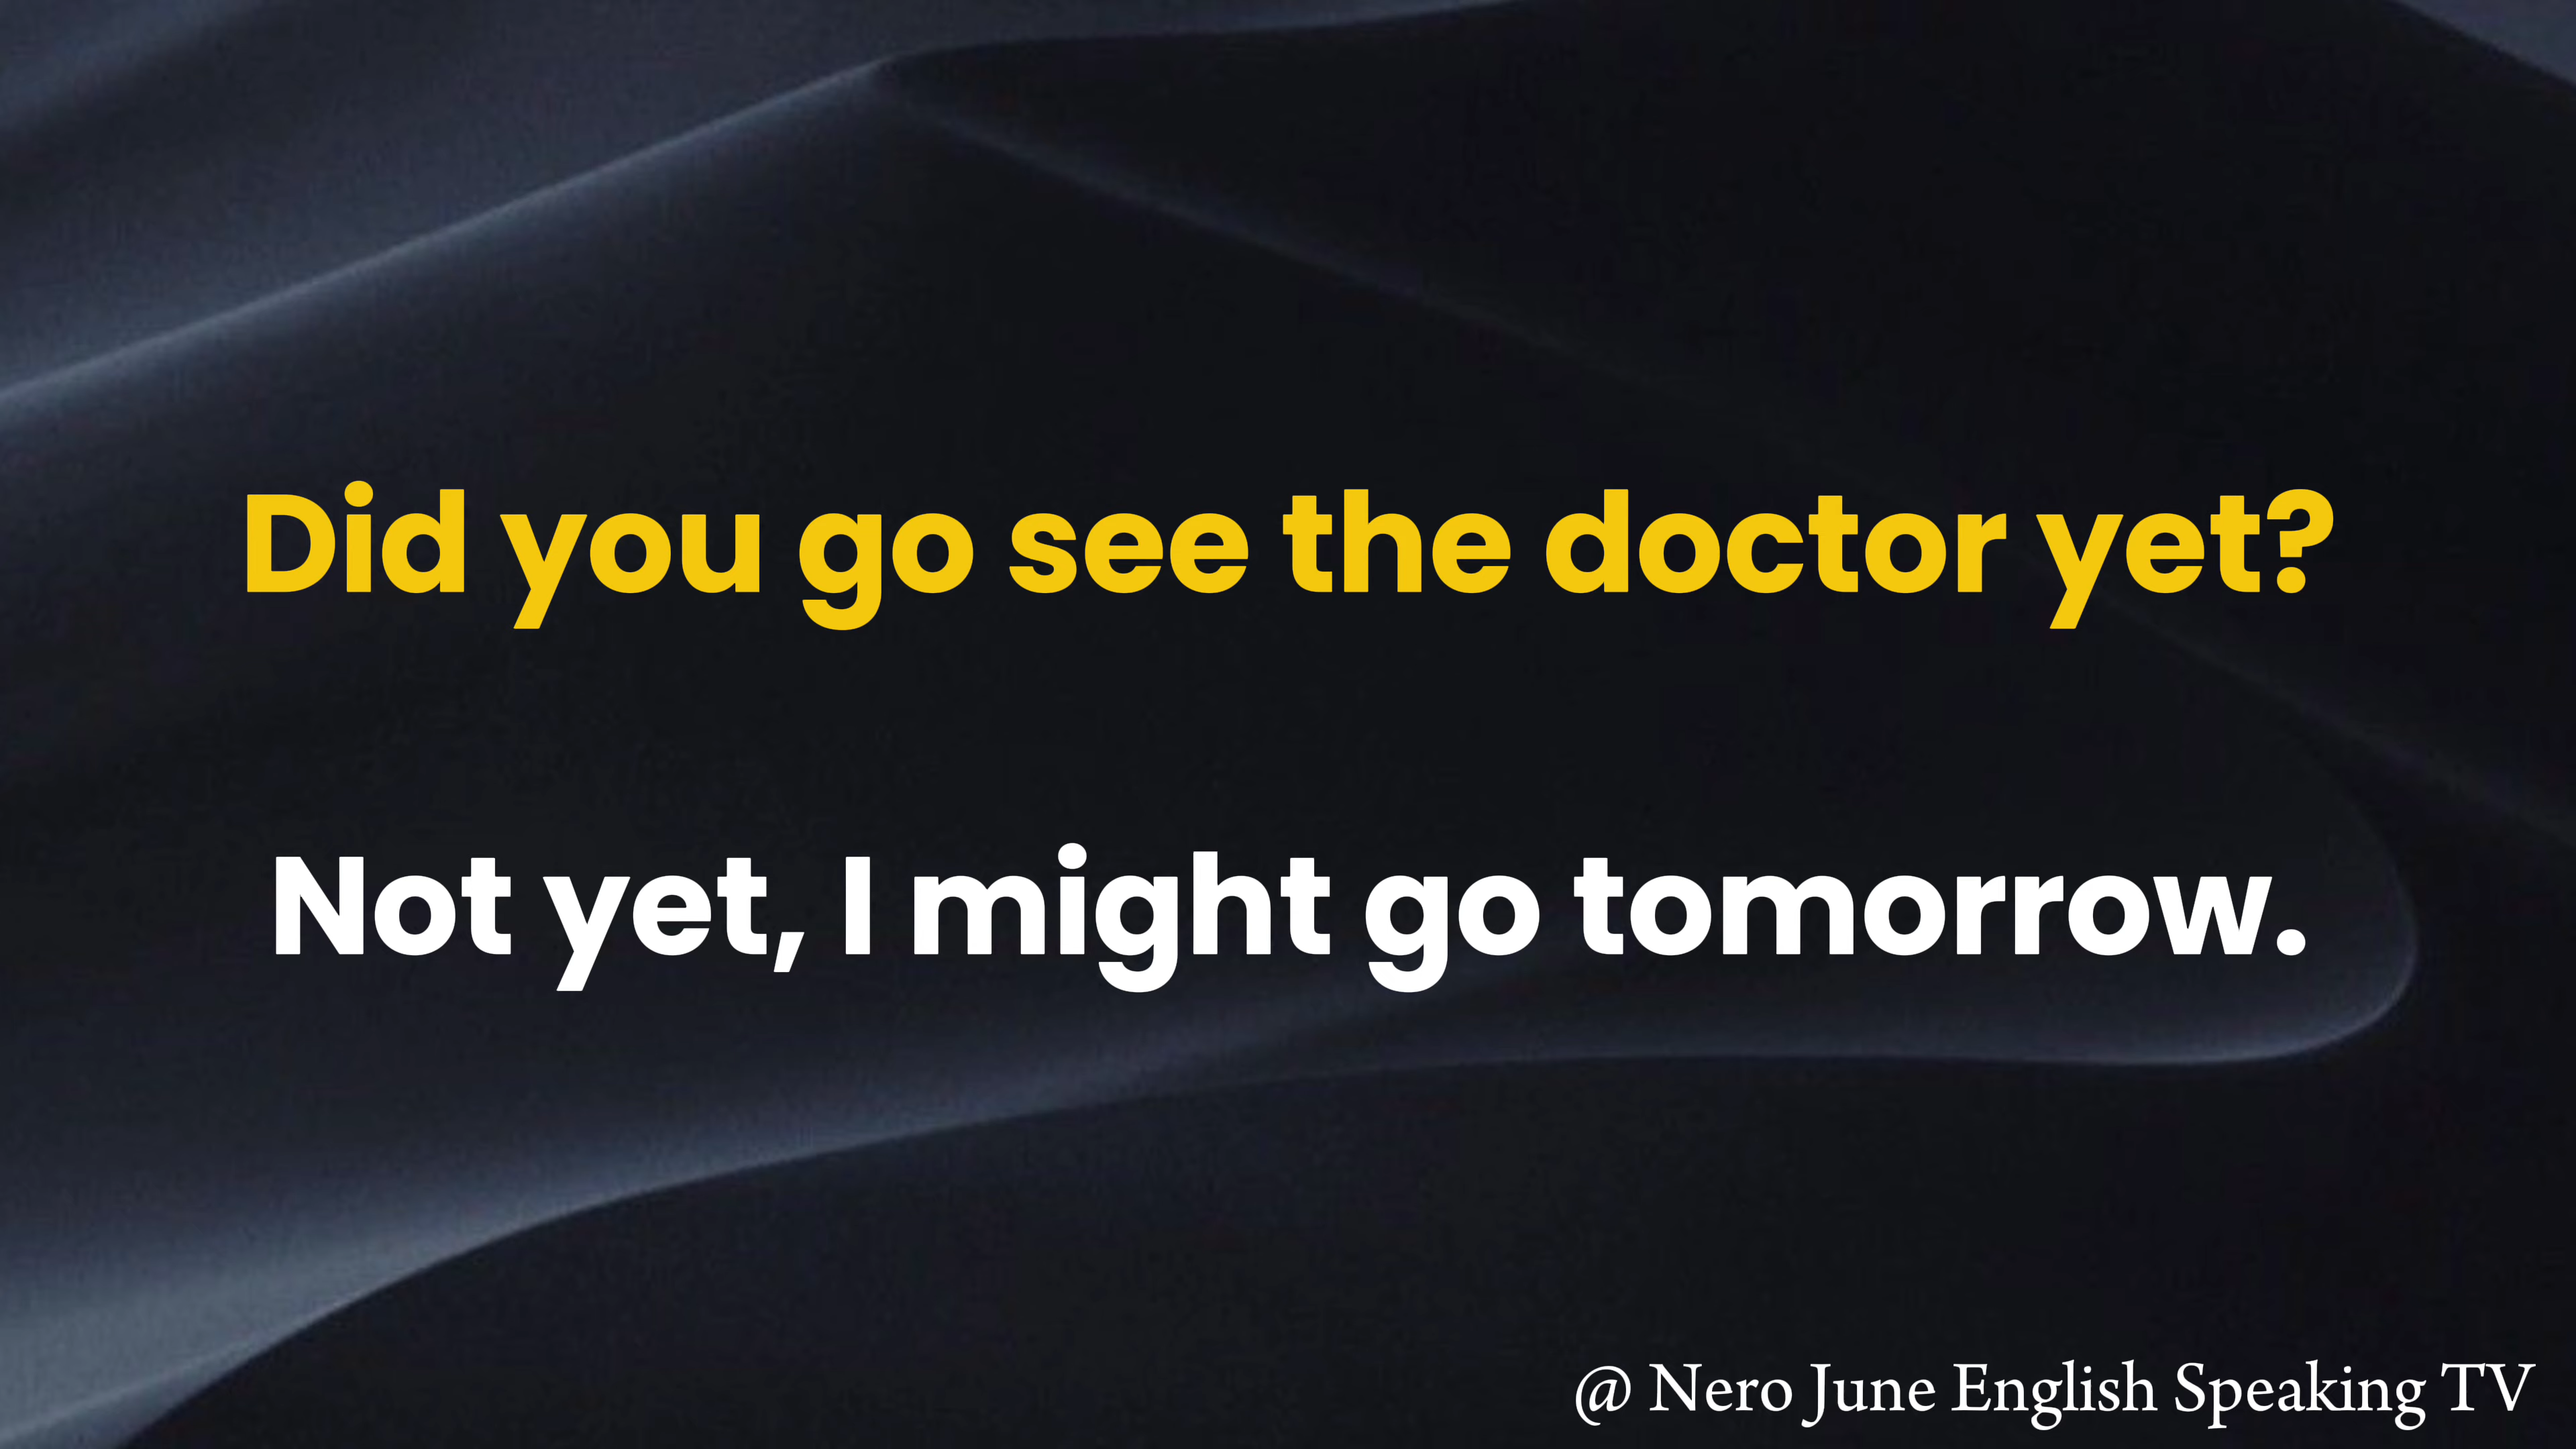 Did you go see the doctor yet?
Not yet, I might go tomorrow.
@ Nero June English Speaking TV